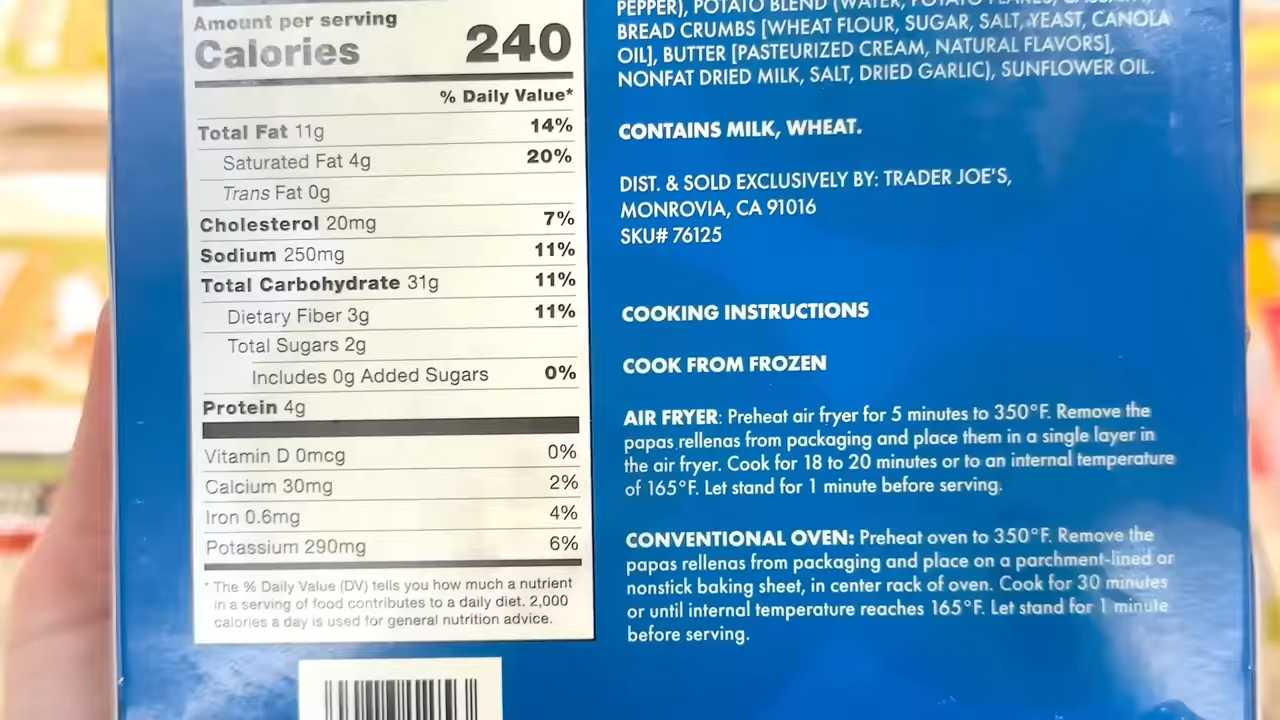 Amount per serving
Calories 240
% Daily Value*
Total Fat 11g 14%
Saturated Fat 4g 20%
Trans Fat 0g
Cholesterol 20mg 7%
Sodium 250mg 11%
Total Carbohydrate 31g 11%
Dietary Fiber 3g 11%
Total Sugars 2g
Includes 0g Added Sugars 0%
Protein 4g
Vitamin D 0mcg 0%
Calcium 30mg 2%
Iron 0.6mg 4%
Potassium 290mg 6%
* The % Daily Value (DV) tells you how much a nutrient
in a serving of food contributes to a daily diet. 2,000
calories a day is used for general nutrition advice.
PEPPER), POTATO BLEND (WATER, POTATO FLAKES,
BREAD CRUMBS [WHEAT FLOUR, SUGAR, SALT, YEAST, CANOLA
OIL], BUTTER [PASTEURIZED CREAM, NATURAL FLAVORS],
NONFAT DRIED MILK, SALT, DRIED GARLIC), SUNFLOWER OIL.
CONTAINS MILK, WHEAT.
DIST. & SOLD EXCLUSIVELY BY: TRADER JOE'S,
MONROVIA, CA 91016
SKU# 76125
COOKING INSTRUCTIONS
COOK FROM FROZEN
AIR FRYER: Preheat air fryer for 5 minutes to 350°F. Remove the
papas rellenas from packaging and place them in a single layer in
the air fryer. Cook for 18 to 20 minutes or to an internal temperature
of 165°F. Let stand for 1 minute before serving.
CONVENTIONAL OVEN: Preheat oven to 350°F. Remove the
papas rellenas from packaging and place on a parchment-lined or
nonstick baking sheet, in center rack of oven. Cook for 30 minutes
or until internal temperature reaches 165°F. Let stand for 1 minute
before serving.